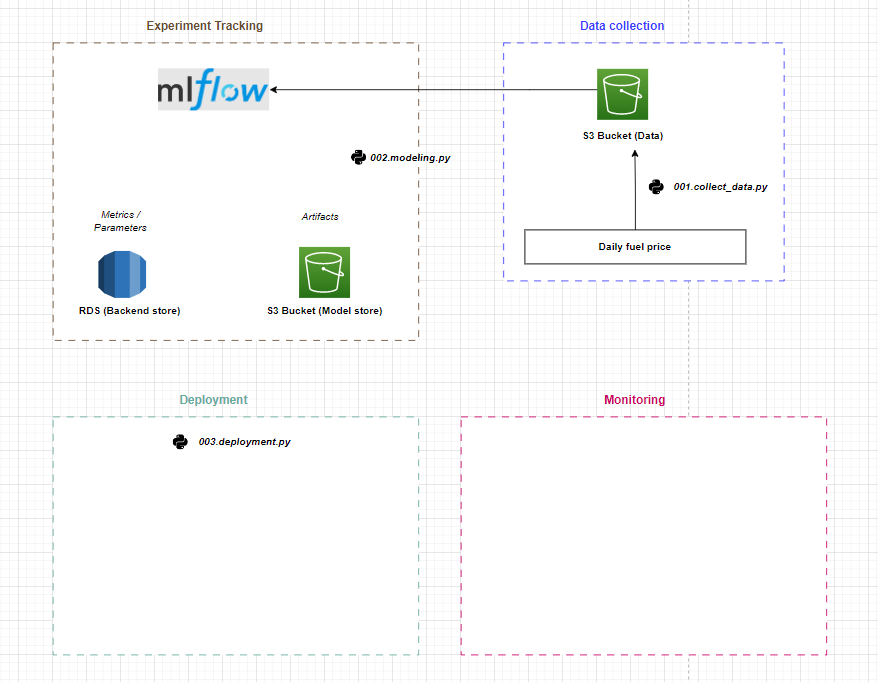 Experiment Tracking
Data collection
mlflow
S3 Bucket (Data)
002.modeling.py
001.collect_data.py
Metrics /
Parameters
Artifacts
Daily fuel price
RDS (Backend store)
S3 Bucket (Model store)
Deployment
Monitoring
003.deployment.py